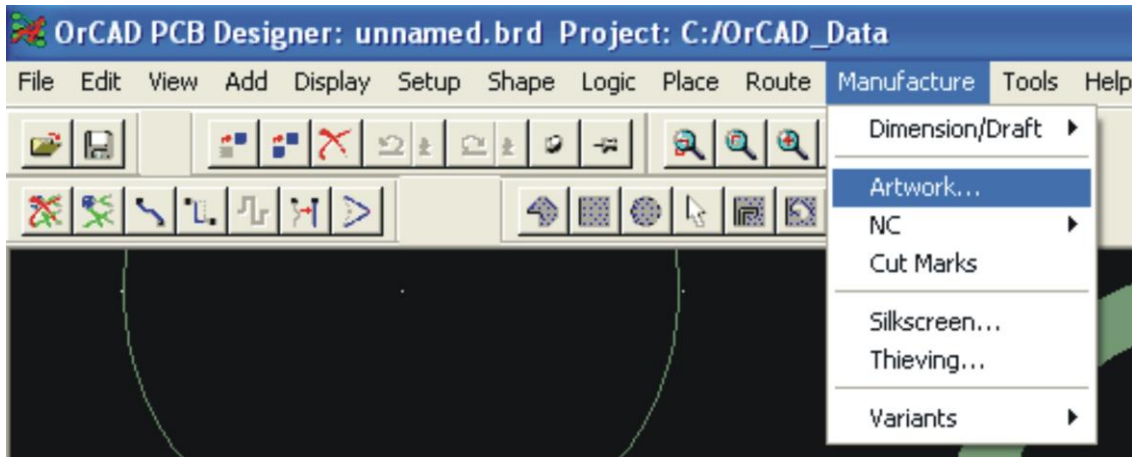 OrCAD PCB Designer: unnamed.brd Project: C:/OrCAD_Data
File Edit View Add Display Setup Shape Logic Place Route Manufacture Tools Help
Dimension/Draft
Artwork...
NC
Cut Marks
Silkscreen...
Thieving...
Variants